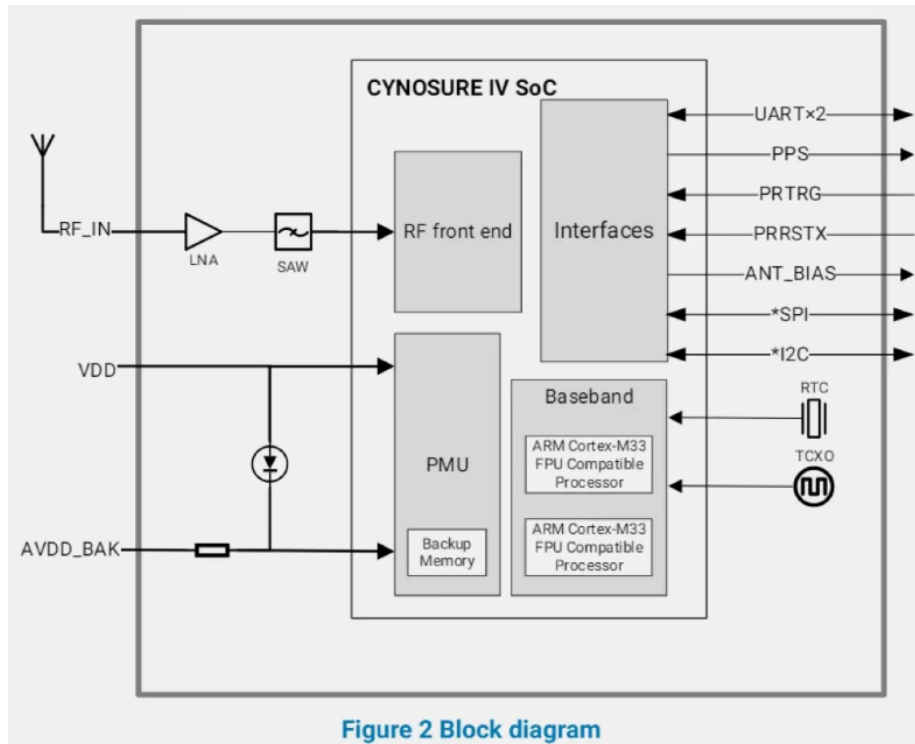 CYNOSURE IV SoC
UART×2
PPS
PRTRG
PRRSTX
ANT_BIAS
*SPI
*I2C
Interfaces
RF front end
RF_IN
LNA
SAW
VDD
AVDD_BAK
PMU
Backup
Memory
Baseband
ARM Cortex-M33
FPU Compatible
Processor
ARM Cortex-M33
FPU Compatible
Processor
RTC
TCXO
Figure 2 Block diagram